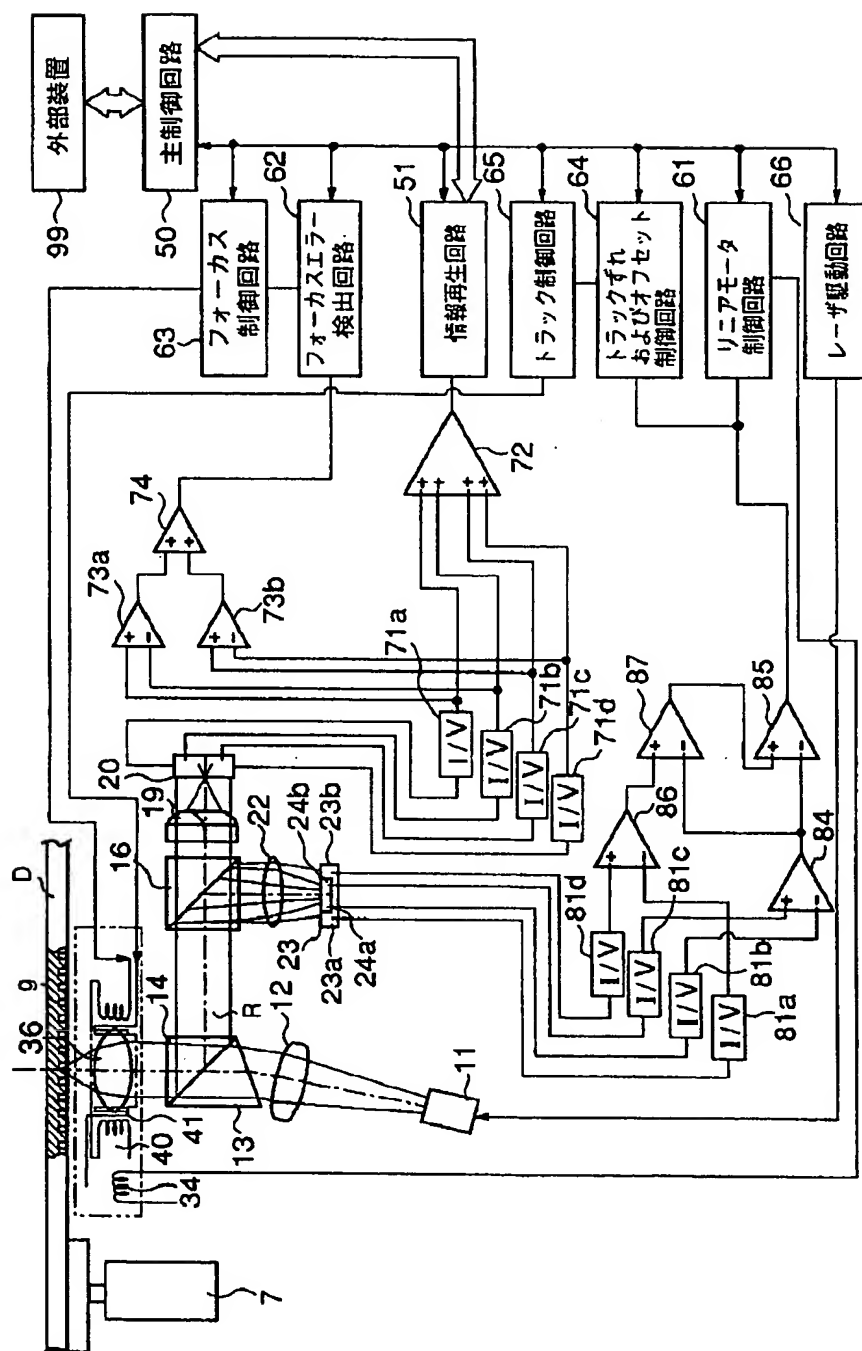 外部装置
99
主制御回路
50
フォーカス
制御回路
63
フォーカスエラー
検出回路
62
情報再生回路
51
トラック制御回路
65
トラックずれ
およびオフセット
制御回路
64
リニアモータ
制御回路
61
レーザ駆動回路
66
74
73a
73b
72
71a
I/V
71b
I/V
71c
I/V
71d
I/V
87
85
86
84
81d
I/V
81c
I/V
81b
I/V
81a
I/V
20
19
16
22
24b
23b
23
23a
24a
D
9
36
I
14
R
12
11
13
41
40
34
7